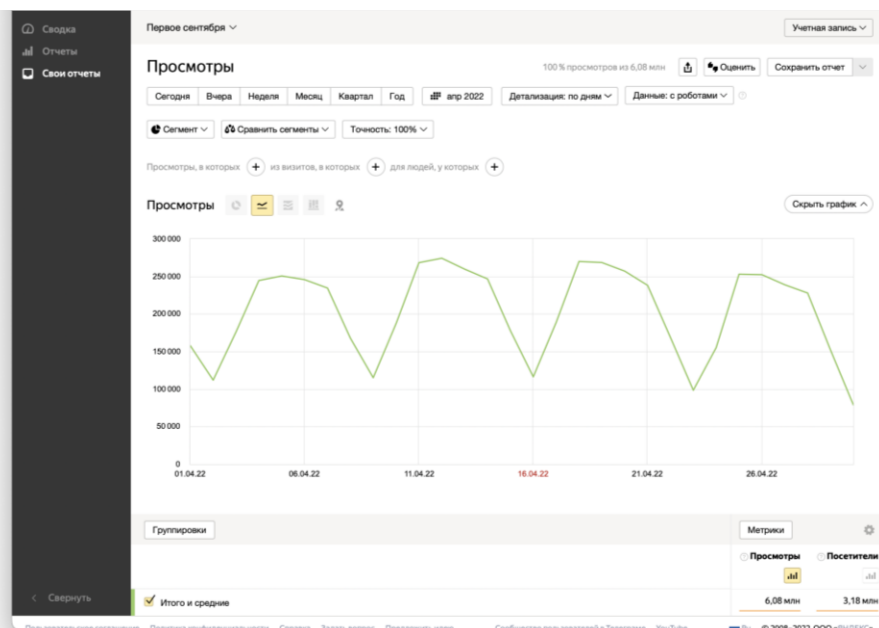 Сводка
Отчеты
Свои отчеты
Первое сентября
Учетная запись
Просмотры
100 % просмотров из 6,08 млн
Оценить
Сохранить отчет
Сегодня Вчера Неделя Месяц Квартал Год апр 2022 Детализация: по дням Данные: с роботами
Сегмент Сравнить сегменты Точность: 100%
Просмотры, в которых + из визитов, в которых + для людей, у которых +
Просмотры
Скрыть график
300 000
250 000
200 000
150 000
100 000
50 000
0
01.04.22 06.04.22 11.04.22 16.04.22 21.04.22 26.04.22
Группировки
Метрики
Просмотры Посетители
Итого и средние
6,08 млн 3,18 млн
Свернуть